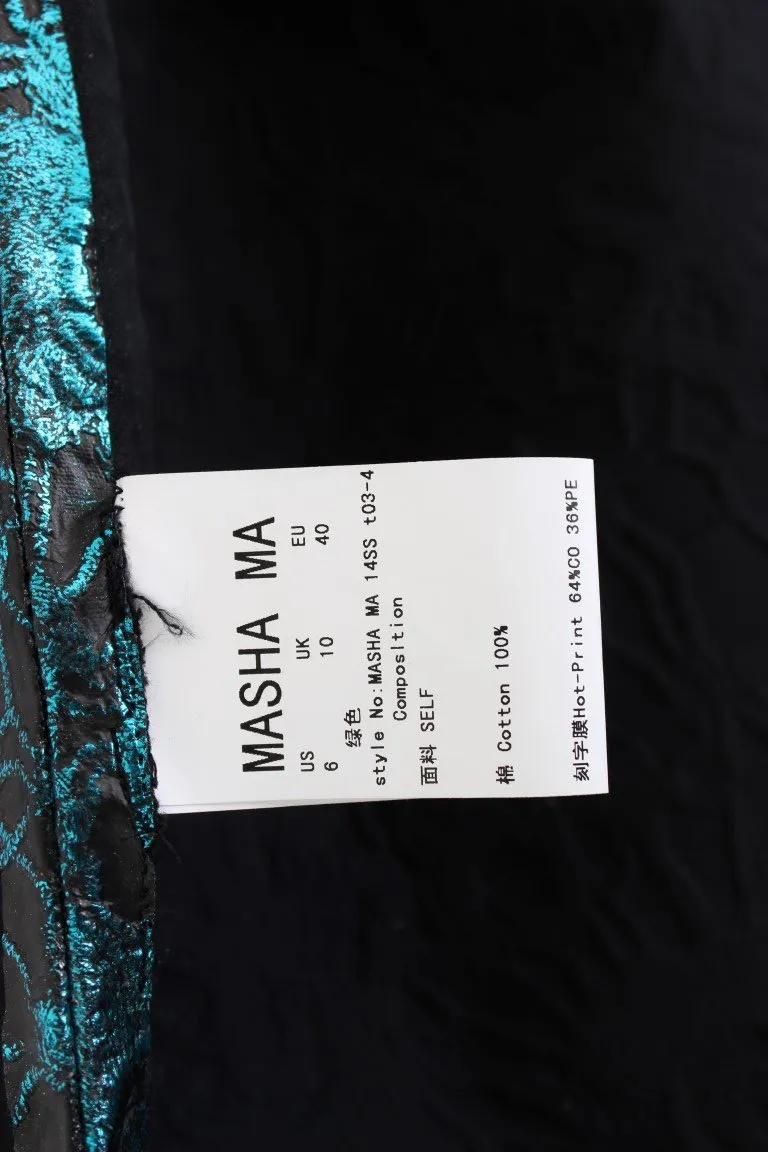 MASHA MA
US UK EU
6 10 40
绿色
style No:MASHA MA 14SS t03-4
Composltion
面料 SELF
棉 Cotton 100%
刻字膜Hot-Print 64%CO 36%PE